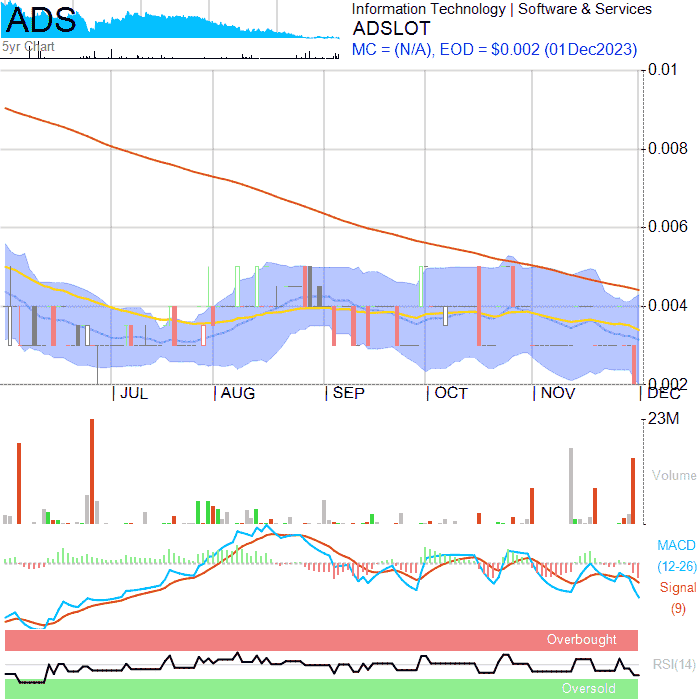 ADS
5yr Chart
Information Technology | Software & Services
ADSLOT
MC = (N/A), EOD = $0.002 (01Dec2023)
0.01
0.008
0.006
0.004
0.002
JUL
AUG
SEP
OCT
NOV
DEC
23M
Volume
MACD
(12-26)
Signal
(9)
Overbought
RSI(14)
Oversold